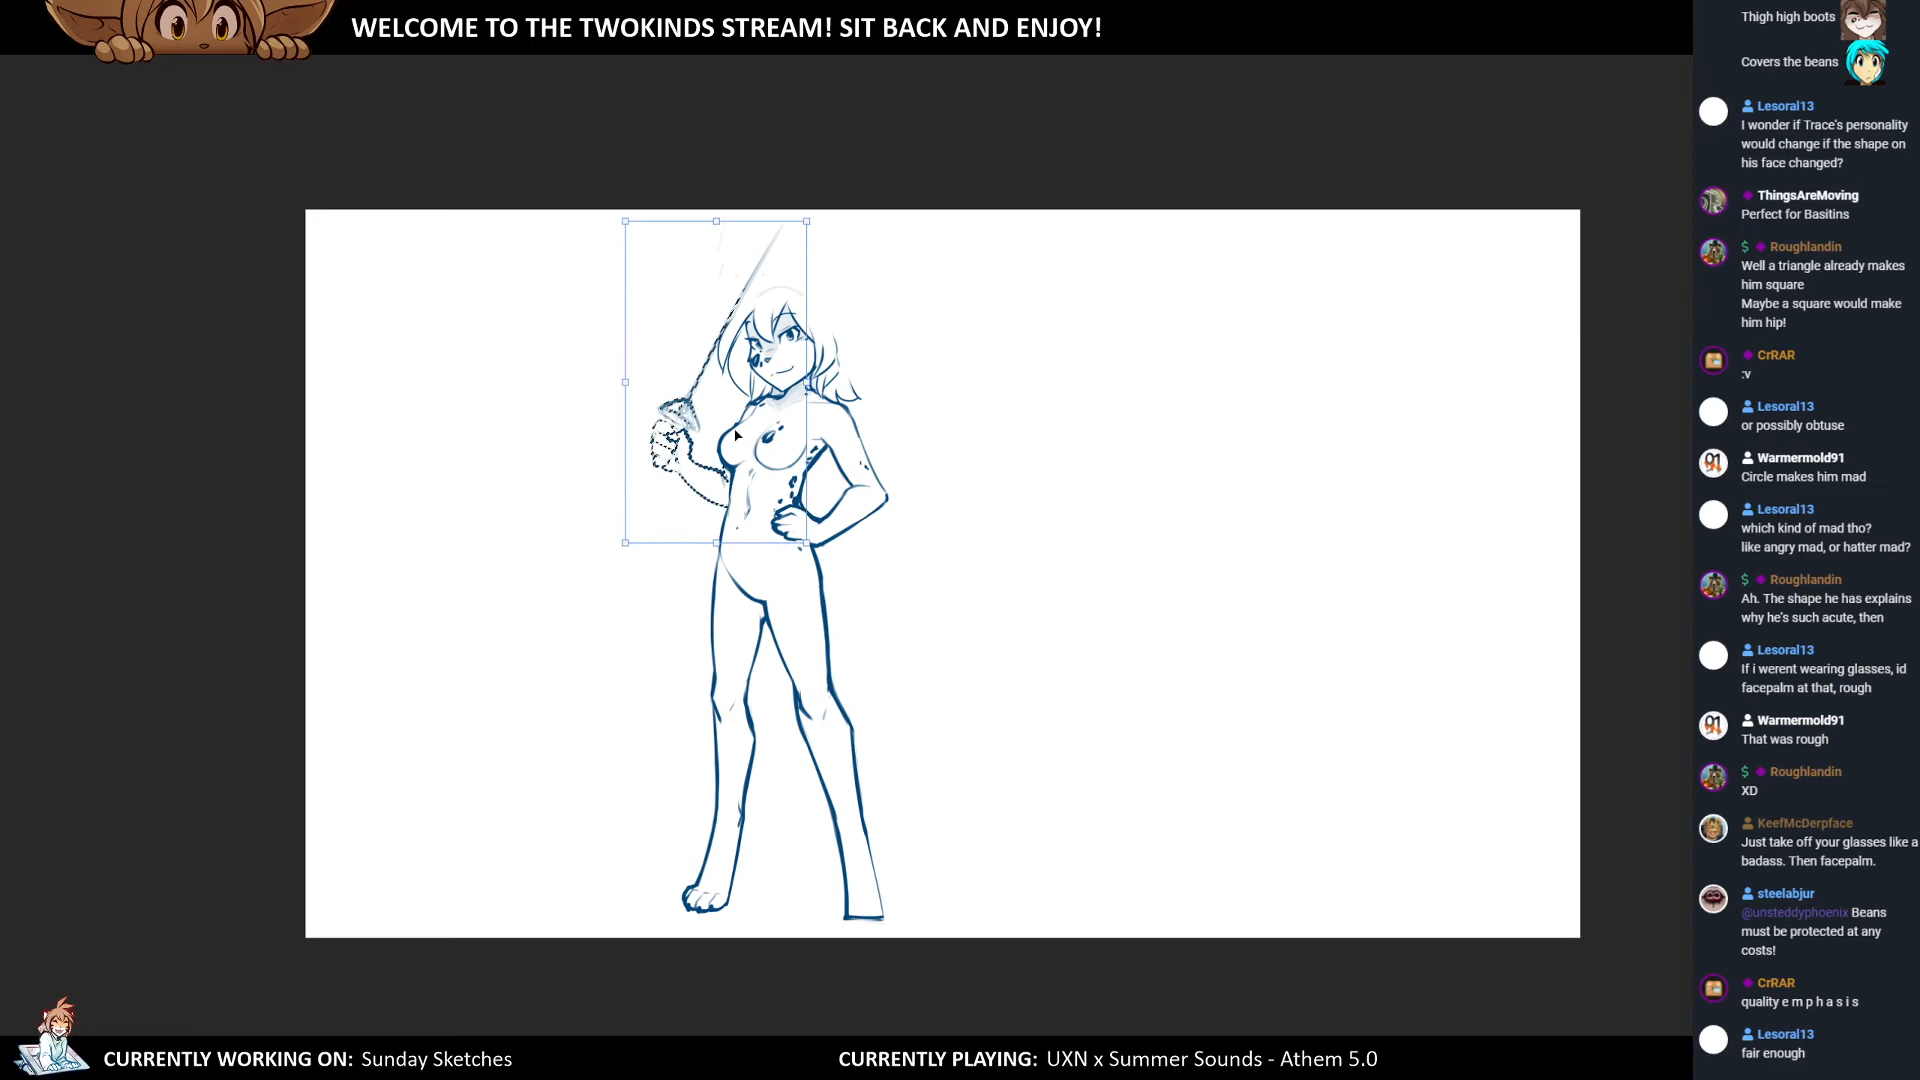 WELCOME TO THE TWOKINDS STREAM! SIT BACK AND ENJOY!
Thigh high boots
Covers the beans
Lesoral13
I wonder if Trace's personality
would change if the shape on
his face changed?
ThingsAreMoving
Perfect for Basitins
$ Roughlandin
Well a triangle already makes
him square
Maybe a square would make
him hip!
CrRAR
:v
Lesoral13
or possibly obtuse
Warmermold91
Circle makes him mad
Lesoral13
which kind of mad tho?
like angry mad, or hatter mad?
$ Roughlandin
Ah. The shape he has explains
why he's such acute, then
Lesoral13
If i werent wearing glasses, id
facepalm at that, rough
Warmermold91
That was rough
$ Roughlandin
XD
KeefMcDerpface
Just take off your glasses like a
badass. Then facepalm.
steelabjur
@unsteddyphoenix Beans
must be protected at any
costs!
CrRAR
quality e m p h a s i s
Lesoral13
fair enough
CURRENTLY WORKING ON: Sunday Sketches
CURRENTLY PLAYING: UXN x Summer Sounds - Athem 5.0